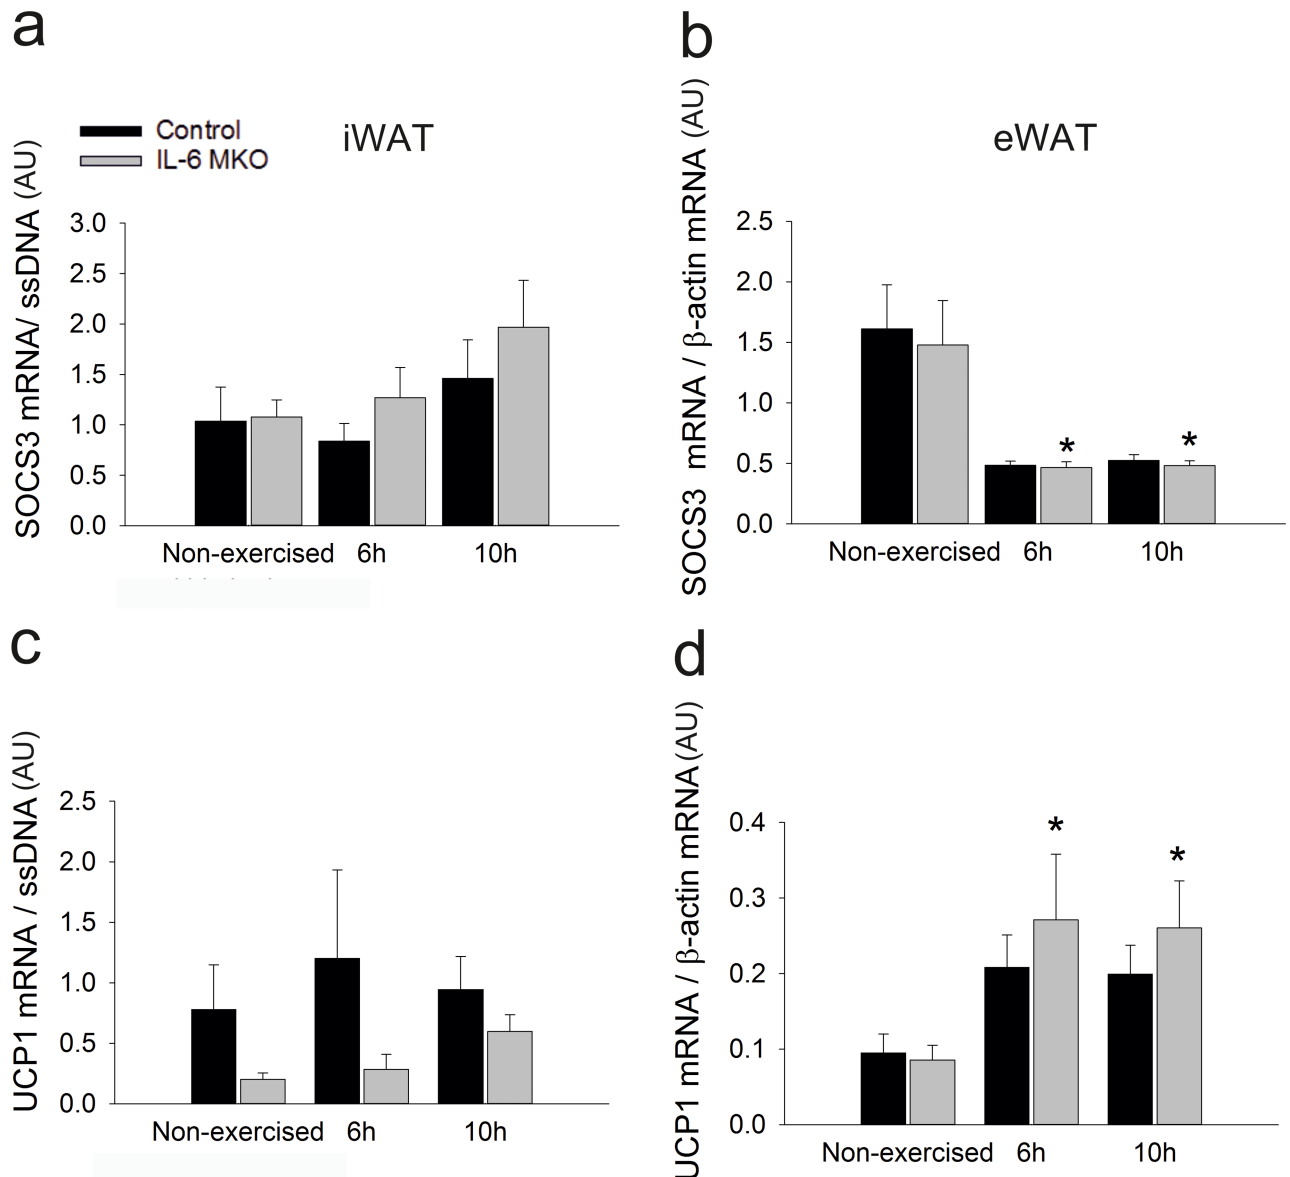 a
SOCS3 mRNA/ ssDNA (AU)
Control
IL-6 MKO
iWAT
3.0
2.5
2.0
1.5
1.0
0.5
0.0
Non-exercised 6h 10h
b
SOCS3 mRNA / β-actin mRNA (AU)
eWAT
2.5
2.0
1.5
1.0
0.5
0.0
* *
Non-exercised 6h 10h
c
UCP1 mRNA / ssDNA (AU)
2.5
2.0
1.5
1.0
0.5
0.0
Non-exercised 6h 10h
d
UCP1 mRNA / β-actin mRNA (AU)
0.4
0.3
0.2
0.1
0.0
* *
Non-exercised 6h 10h